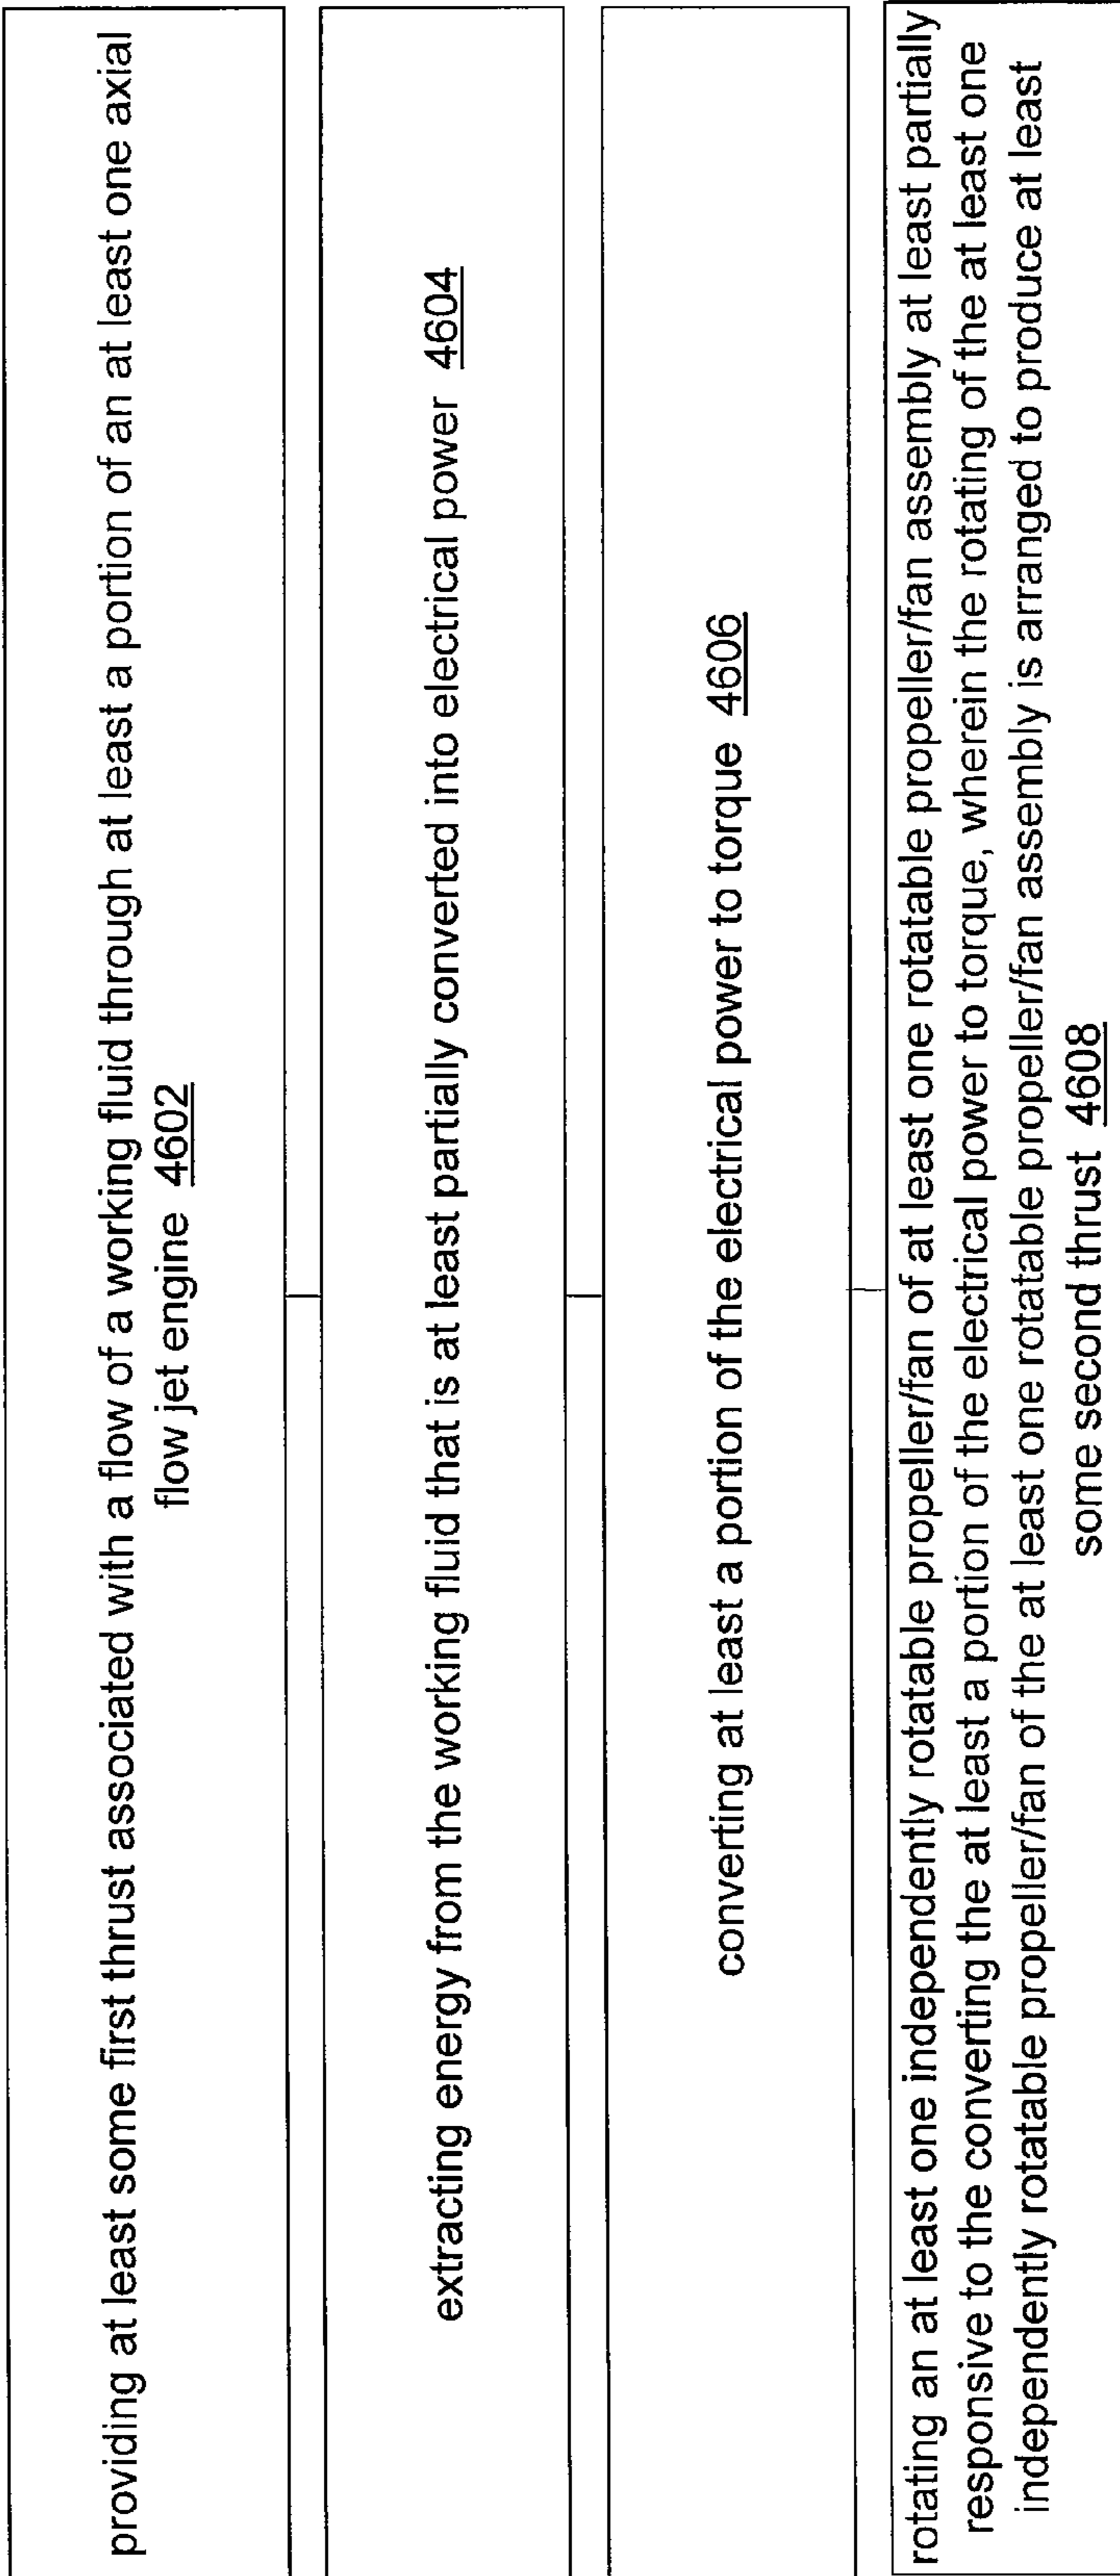 providing at least some first thrust associated with a flow of a working fluid through at least a portion of an at least one axial
flow jet engine 4602
extracting energy from the working fluid that is at least partially converted into electrical power 4604
converting at least a portion of the electrical power to torque 4606
rotating an at least one independently rotatable propeller/fan of at least one rotatable propeller/fan assembly at least partially
responsive to the converting the at least a portion of the electrical power to torque, wherein the rotating of the at least one
independently rotatable propeller/fan of the at least one rotatable propeller/fan assembly is arranged to produce at least
some second thrust 4608